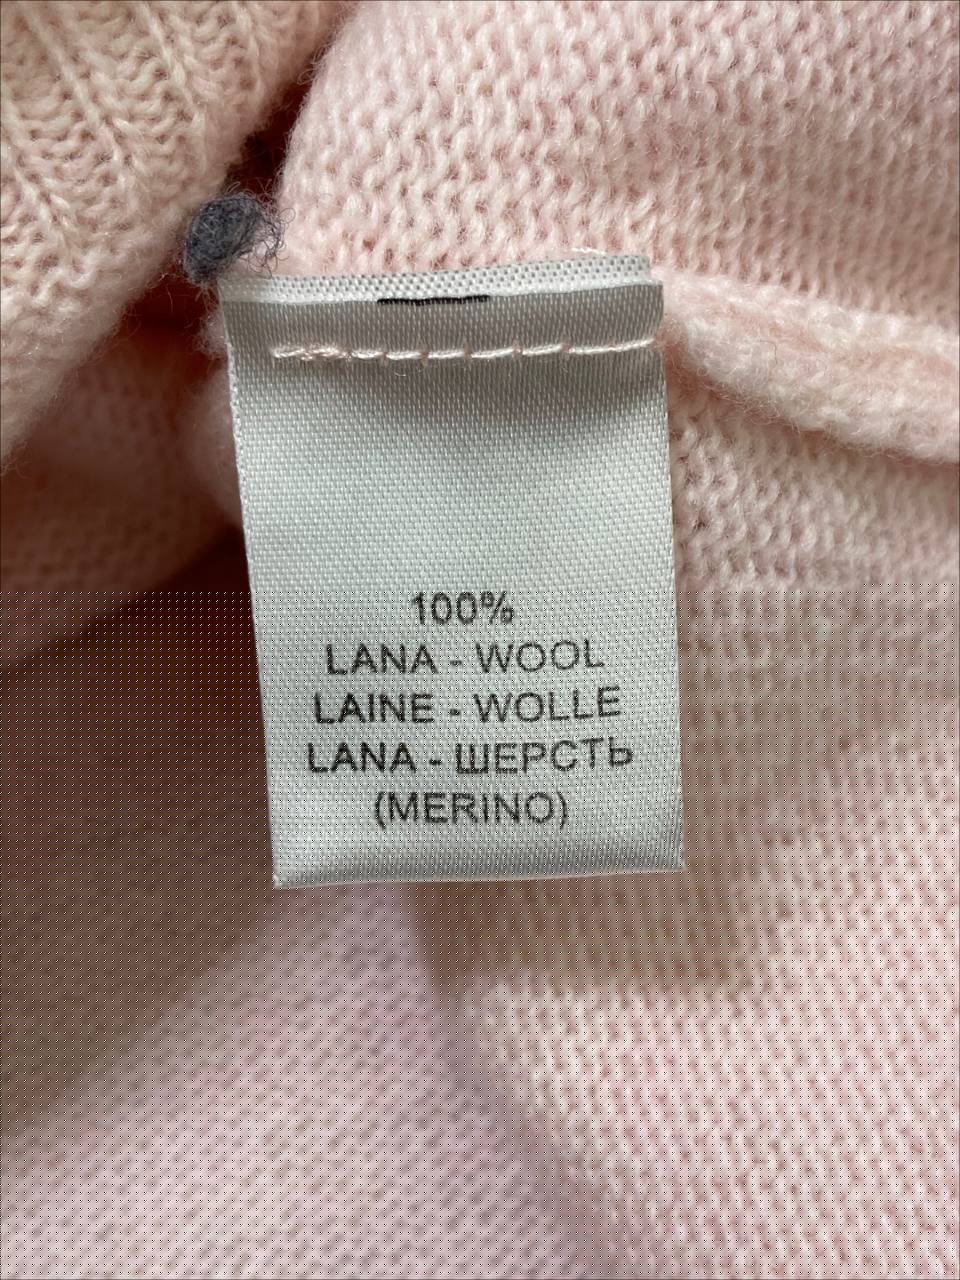 100%
LANA - WOOL
LAINE - WOLLE
LANA - ШЕРСТЬ
(MERINO)